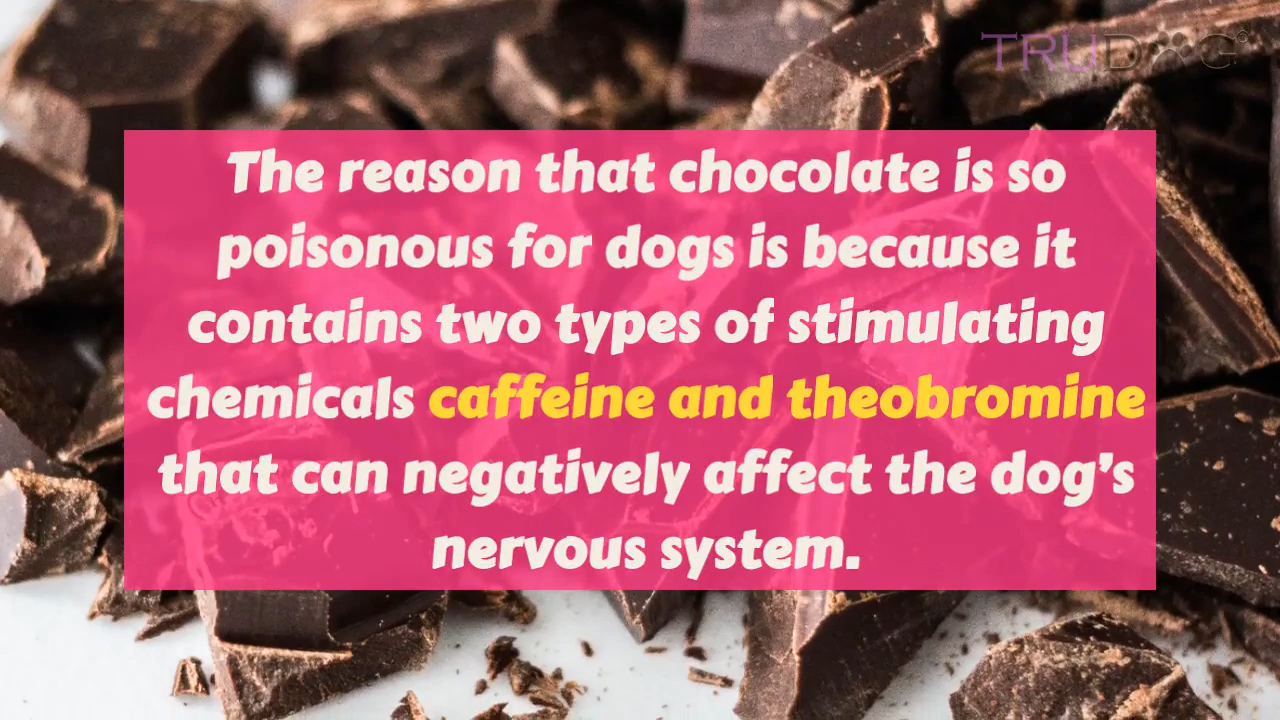 TRUDOG®
The reason that chocolate is so
poisonous for dogs is because it
contains two types of stimulating
chemicals caffeine and theobromine
that can negatively affect the dog’s
nervous system.